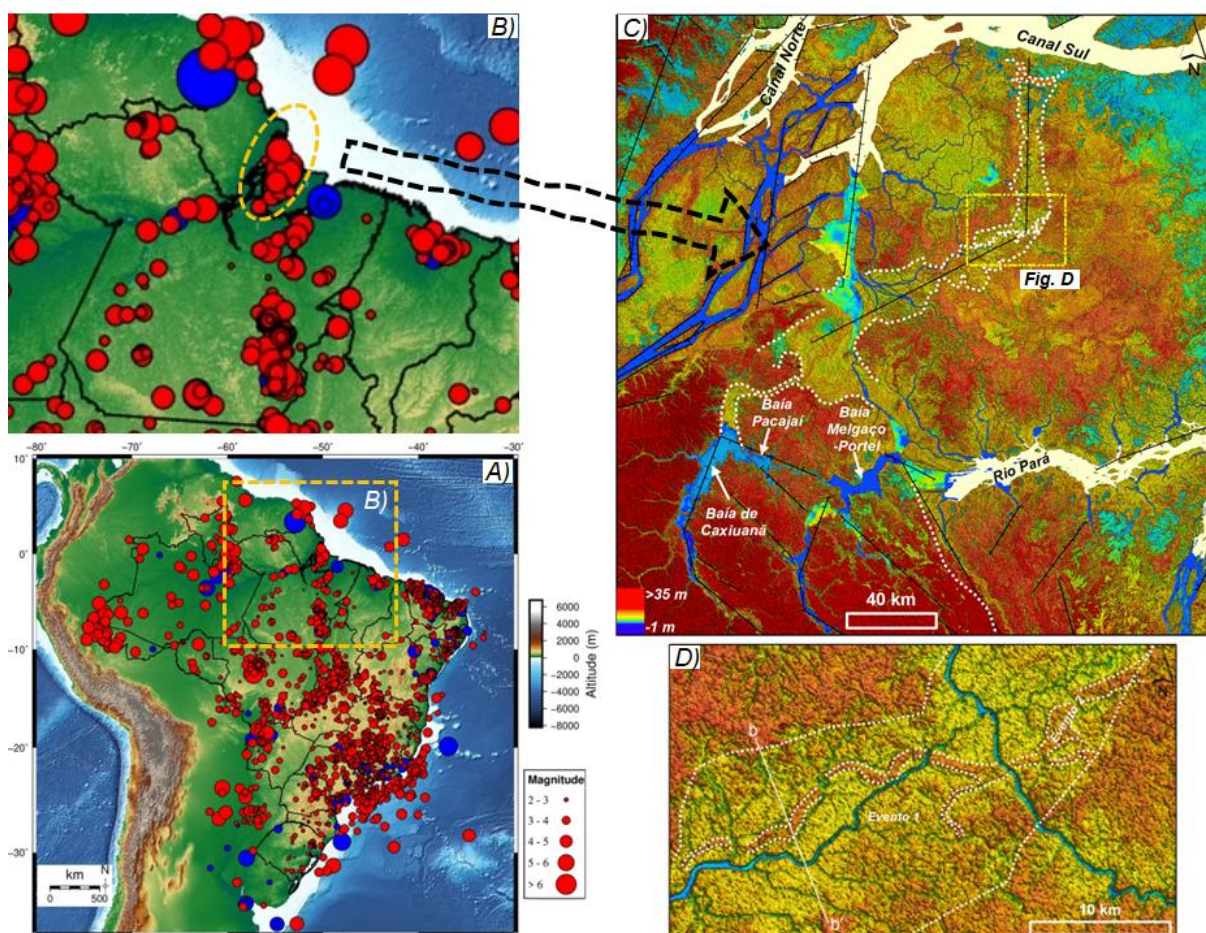 B)
−80
−70
−60
−50
−40
−30
A)
B)
10°
0°
−10°
−20°
−30°
km
N
0
500
6000
4000
2000
0
−2000
−4000
−6000
−8000
Altitude (m)
Magnitude
2 - 3
3 - 4
4 - 5
5 - 6
> 6
C)
Canal Norte
Canal Sul
N
Fig. D
Baía
Pacajaí
Baía
Melgaço
-Portel
Rio Pará
Baía de
Caxiuanã
>35 m
-1 m
40 km
D)
b
Evento 1
b'
10 km